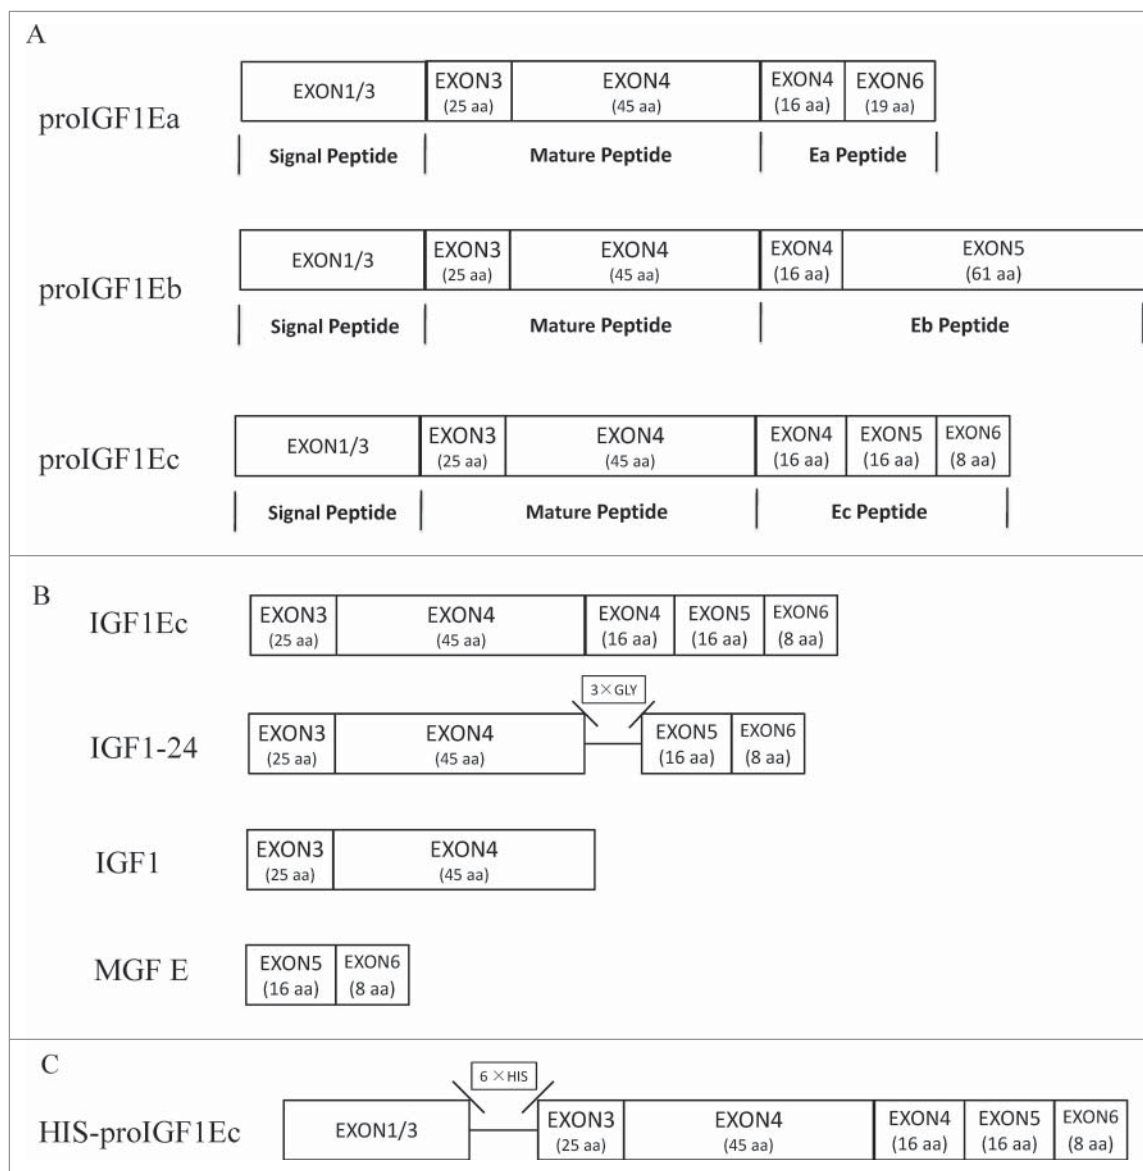 A
proIGF1Ea
EXON1/3
EXON3
(25 aa)
EXON4
(45 aa)
EXON4
(16 aa)
EXON6
(19 aa)
Signal Peptide
Mature Peptide
Ea Peptide
proIGF1Eb
EXON1/3
EXON3
(25 aa)
EXON4
(45 aa)
EXON4
(16 aa)
EXON5
(61 aa)
Signal Peptide
Mature Peptide
Eb Peptide
proIGF1Ec
EXON1/3
EXON3
(25 aa)
EXON4
(45 aa)
EXON4
(16 aa)
EXON5
(16 aa)
EXON6
(8 aa)
Signal Peptide
Mature Peptide
Ec Peptide
B
IGF1Ec
EXON3
(25 aa)
EXON4
(45 aa)
EXON4
(16 aa)
EXON5
(16 aa)
EXON6
(8 aa)
3×GLY
IGF1-24
EXON3
(25 aa)
EXON4
(45 aa)
EXON5
(16 aa)
EXON6
(8 aa)
IGF1
EXON3
(25 aa)
EXON4
(45 aa)
MGF E
EXON5
(16 aa)
EXON6
(8 aa)
C
6 ×HIS
HIS-proIGF1Ec
EXON1/3
EXON3
(25 aa)
EXON4
(45 aa)
EXON4
(16 aa)
EXON5
(16 aa)
EXON6
(8 aa)